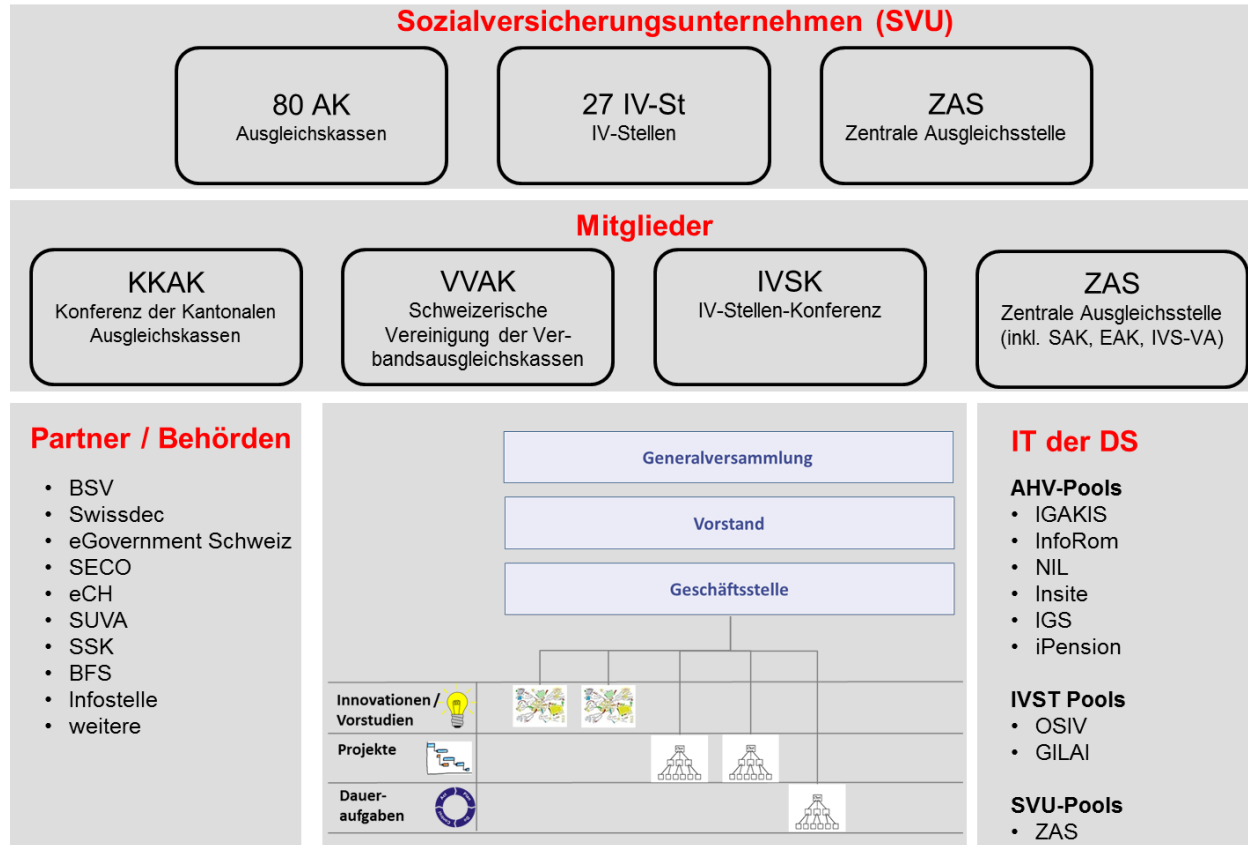 Sozialversicherungsunternehmen (SVU)
80 AK
Ausgleichskassen
27 IV-St
IV-Stellen
ZAS
Zentrale Ausgleichsstelle
Mitglieder
KKAK
Konferenz der Kantonalen
Ausgleichskassen
VVAK
Schweizerische
Vereinigung der Ver-
bandsausgleichskassen
IVSK
IV-Stellen-Konferenz
ZAS
Zentrale Ausgleichsstelle
(inkl. SAK, EAK, IVS-VA)
Partner / Behörden
• BSV
• Swissdec
• eGovernment Schweiz
• SECO
• eCH
• SUVA
• SSK
• BFS
• Infostelle
• weitere
Generalversammlung
Vorstand
Geschäftsstelle
Innovationen /
Vorstudien
Projekte
Dauer-
aufgaben
IT der DS
AHV-Pools
• IGAKIS
• InfoRom
• NIL
• Insite
• IGS
• iPension
IVST Pools
• OSIV
• GILAI
SVU-Pools
• ZAS